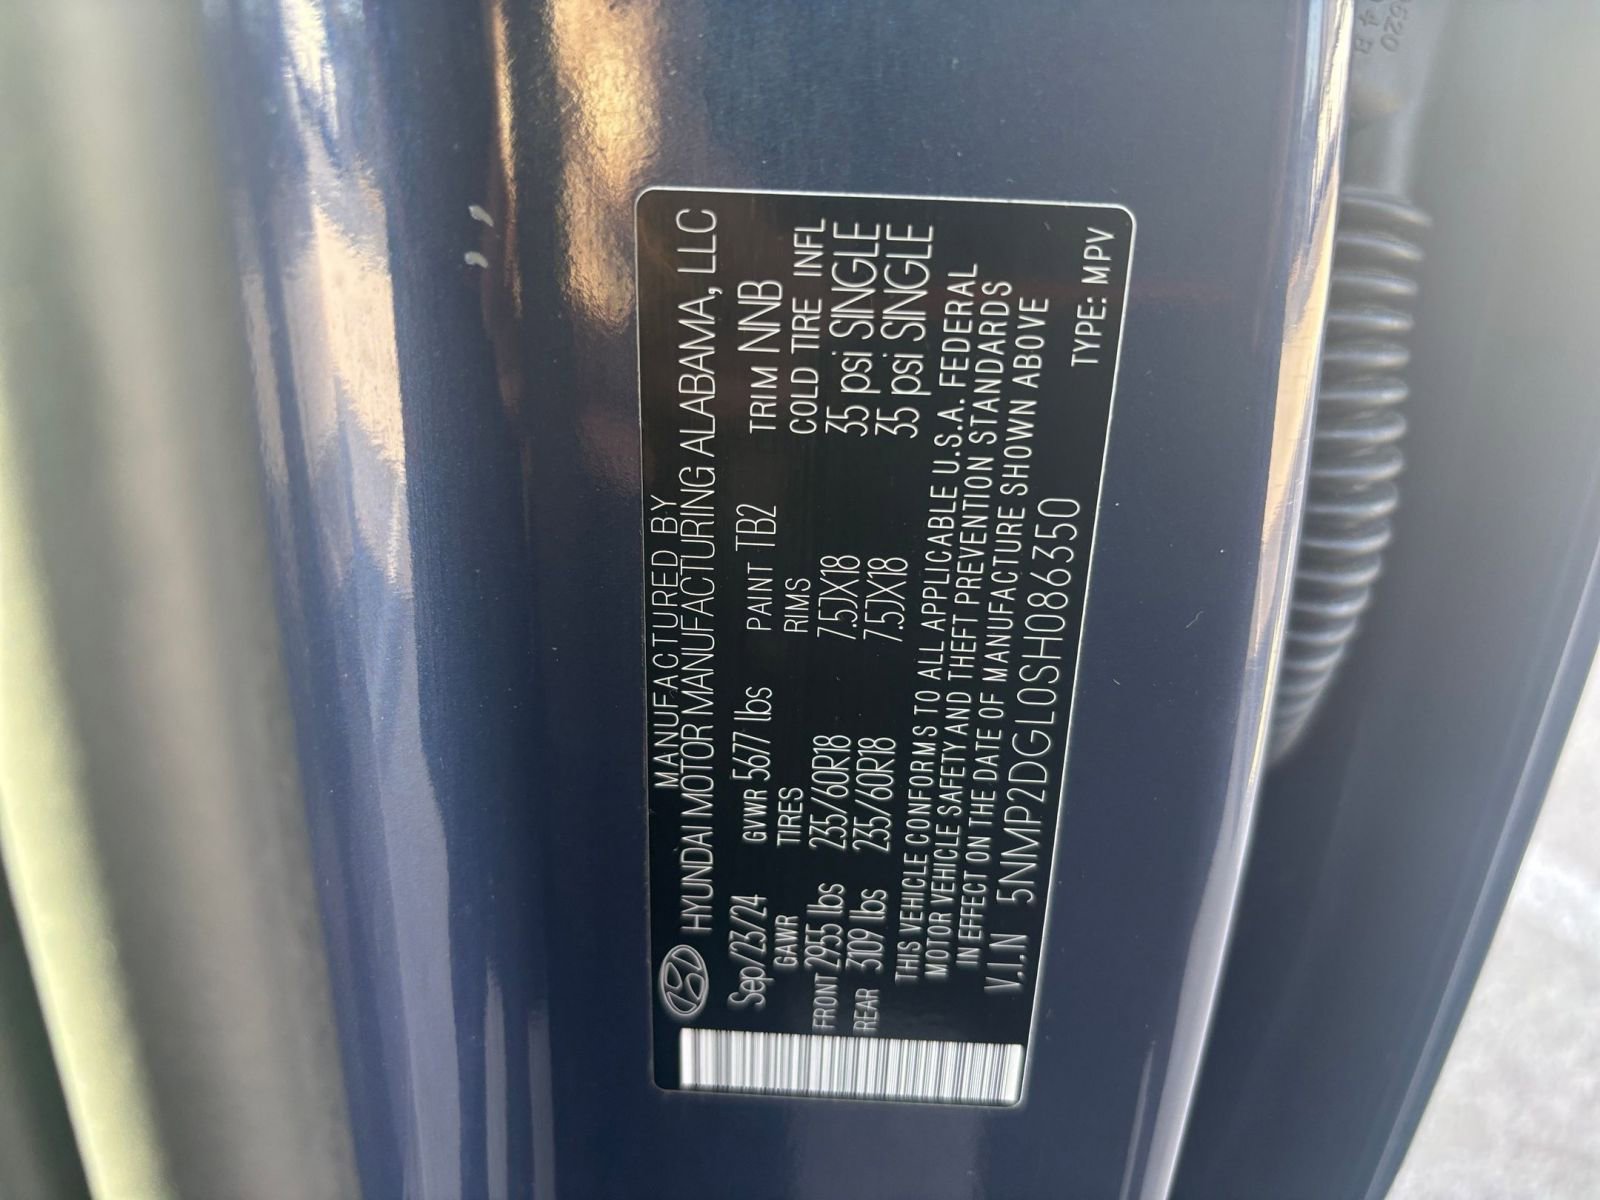 MANUFACTURED BY
HYUNDAI MOTOR MANUFACTURING ALABAMA, LLC
Sep/23/24 GVWR 5677 lbs PAINT TB2 TRIM NNB
GAWR TIRES RIMS COLD TIRE INFL
FRONT 2955 lbs 235/60R18 7.5JX18 35 psi SINGLE
REAR 3109 lbs 235/60R18 7.5JX18 35 psi SINGLE
THIS VEHICLE CONFORMS TO ALL APPLICABLE U.S.A. FEDERAL
MOTOR VEHICLE SAFETY AND THEFT PREVENTION STANDARDS
IN EFFECT ON THE DATE OF MANUFACTURE SHOWN ABOVE
V.I.N 5NMP2DGL0SH086350
TYPE: MPV